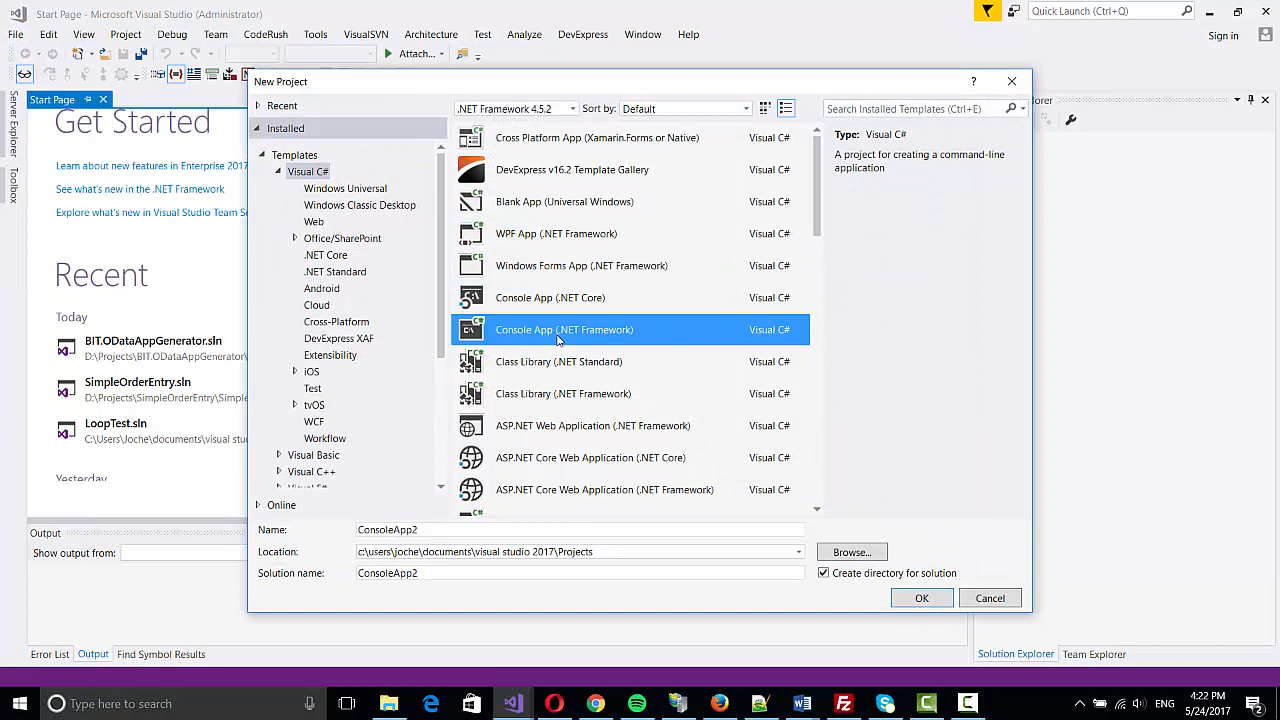 Start Page - Microsoft Visual Studio (Administrator)
Quick Launch (Ctrl+Q)
File Edit View Project Debug Team CodeRush Tools VisualSVN Architecture Test Analyze DevExpress Window Help
Sign in
Attach...
Server Explorer
Toolbox
Start Page
Get Started
Learn about new features in Enterprise 2017
See what's new in the .NET Framework
Explore what's new in Visual Studio Team Se
Recent
Today
BIT.ODataAppGenerator.sln
D:\Projects\BIT.ODataAppGenerator\
SimpleOrderEntry.sln
D:\Projects\SimpleOrderEntry\Simple
LoopTest.sln
C:\Users\Joche\documents\visual stu
Yesterday
Output
Show output from:
Error List Output Find Symbol Results
New Project
?
Recent
Installed
Templates
Visual C#
Windows Universal
Windows Classic Desktop
Web
Office/SharePoint
.NET Core
.NET Standard
Android
Cloud
Cross-Platform
DevExpress XAF
Extensibility
iOS
Test
tvOS
WCF
Workflow
Visual Basic
Visual C++
Online
.NET Framework 4.5.2 Sort by: Default
Cross Platform App (Xamarin.Forms or Native) Visual C#
DevExpress v16.2 Template Gallery Visual C#
Blank App (Universal Windows) Visual C#
WPF App (.NET Framework) Visual C#
Windows Forms App (.NET Framework) Visual C#
Console App (.NET Core) Visual C#
Console App (.NET Framework) Visual C#
Class Library (.NET Standard) Visual C#
Class Library (.NET Framework) Visual C#
ASP.NET Web Application (.NET Framework) Visual C#
ASP.NET Core Web Application (.NET Core) Visual C#
ASP.NET Core Web Application (.NET Framework) Visual C#
Search Installed Templates (Ctrl+E)
Type: Visual C#
A project for creating a command-line
application
Name: ConsoleApp2
Location: c:\users\joche\documents\visual studio 2017\Projects
Browse...
Solution name: ConsoleApp2
Create directory for solution
OK Cancel
orer
Solution Explorer Team Explorer
Type here to search
ENG
4:22 PM
5/24/2017